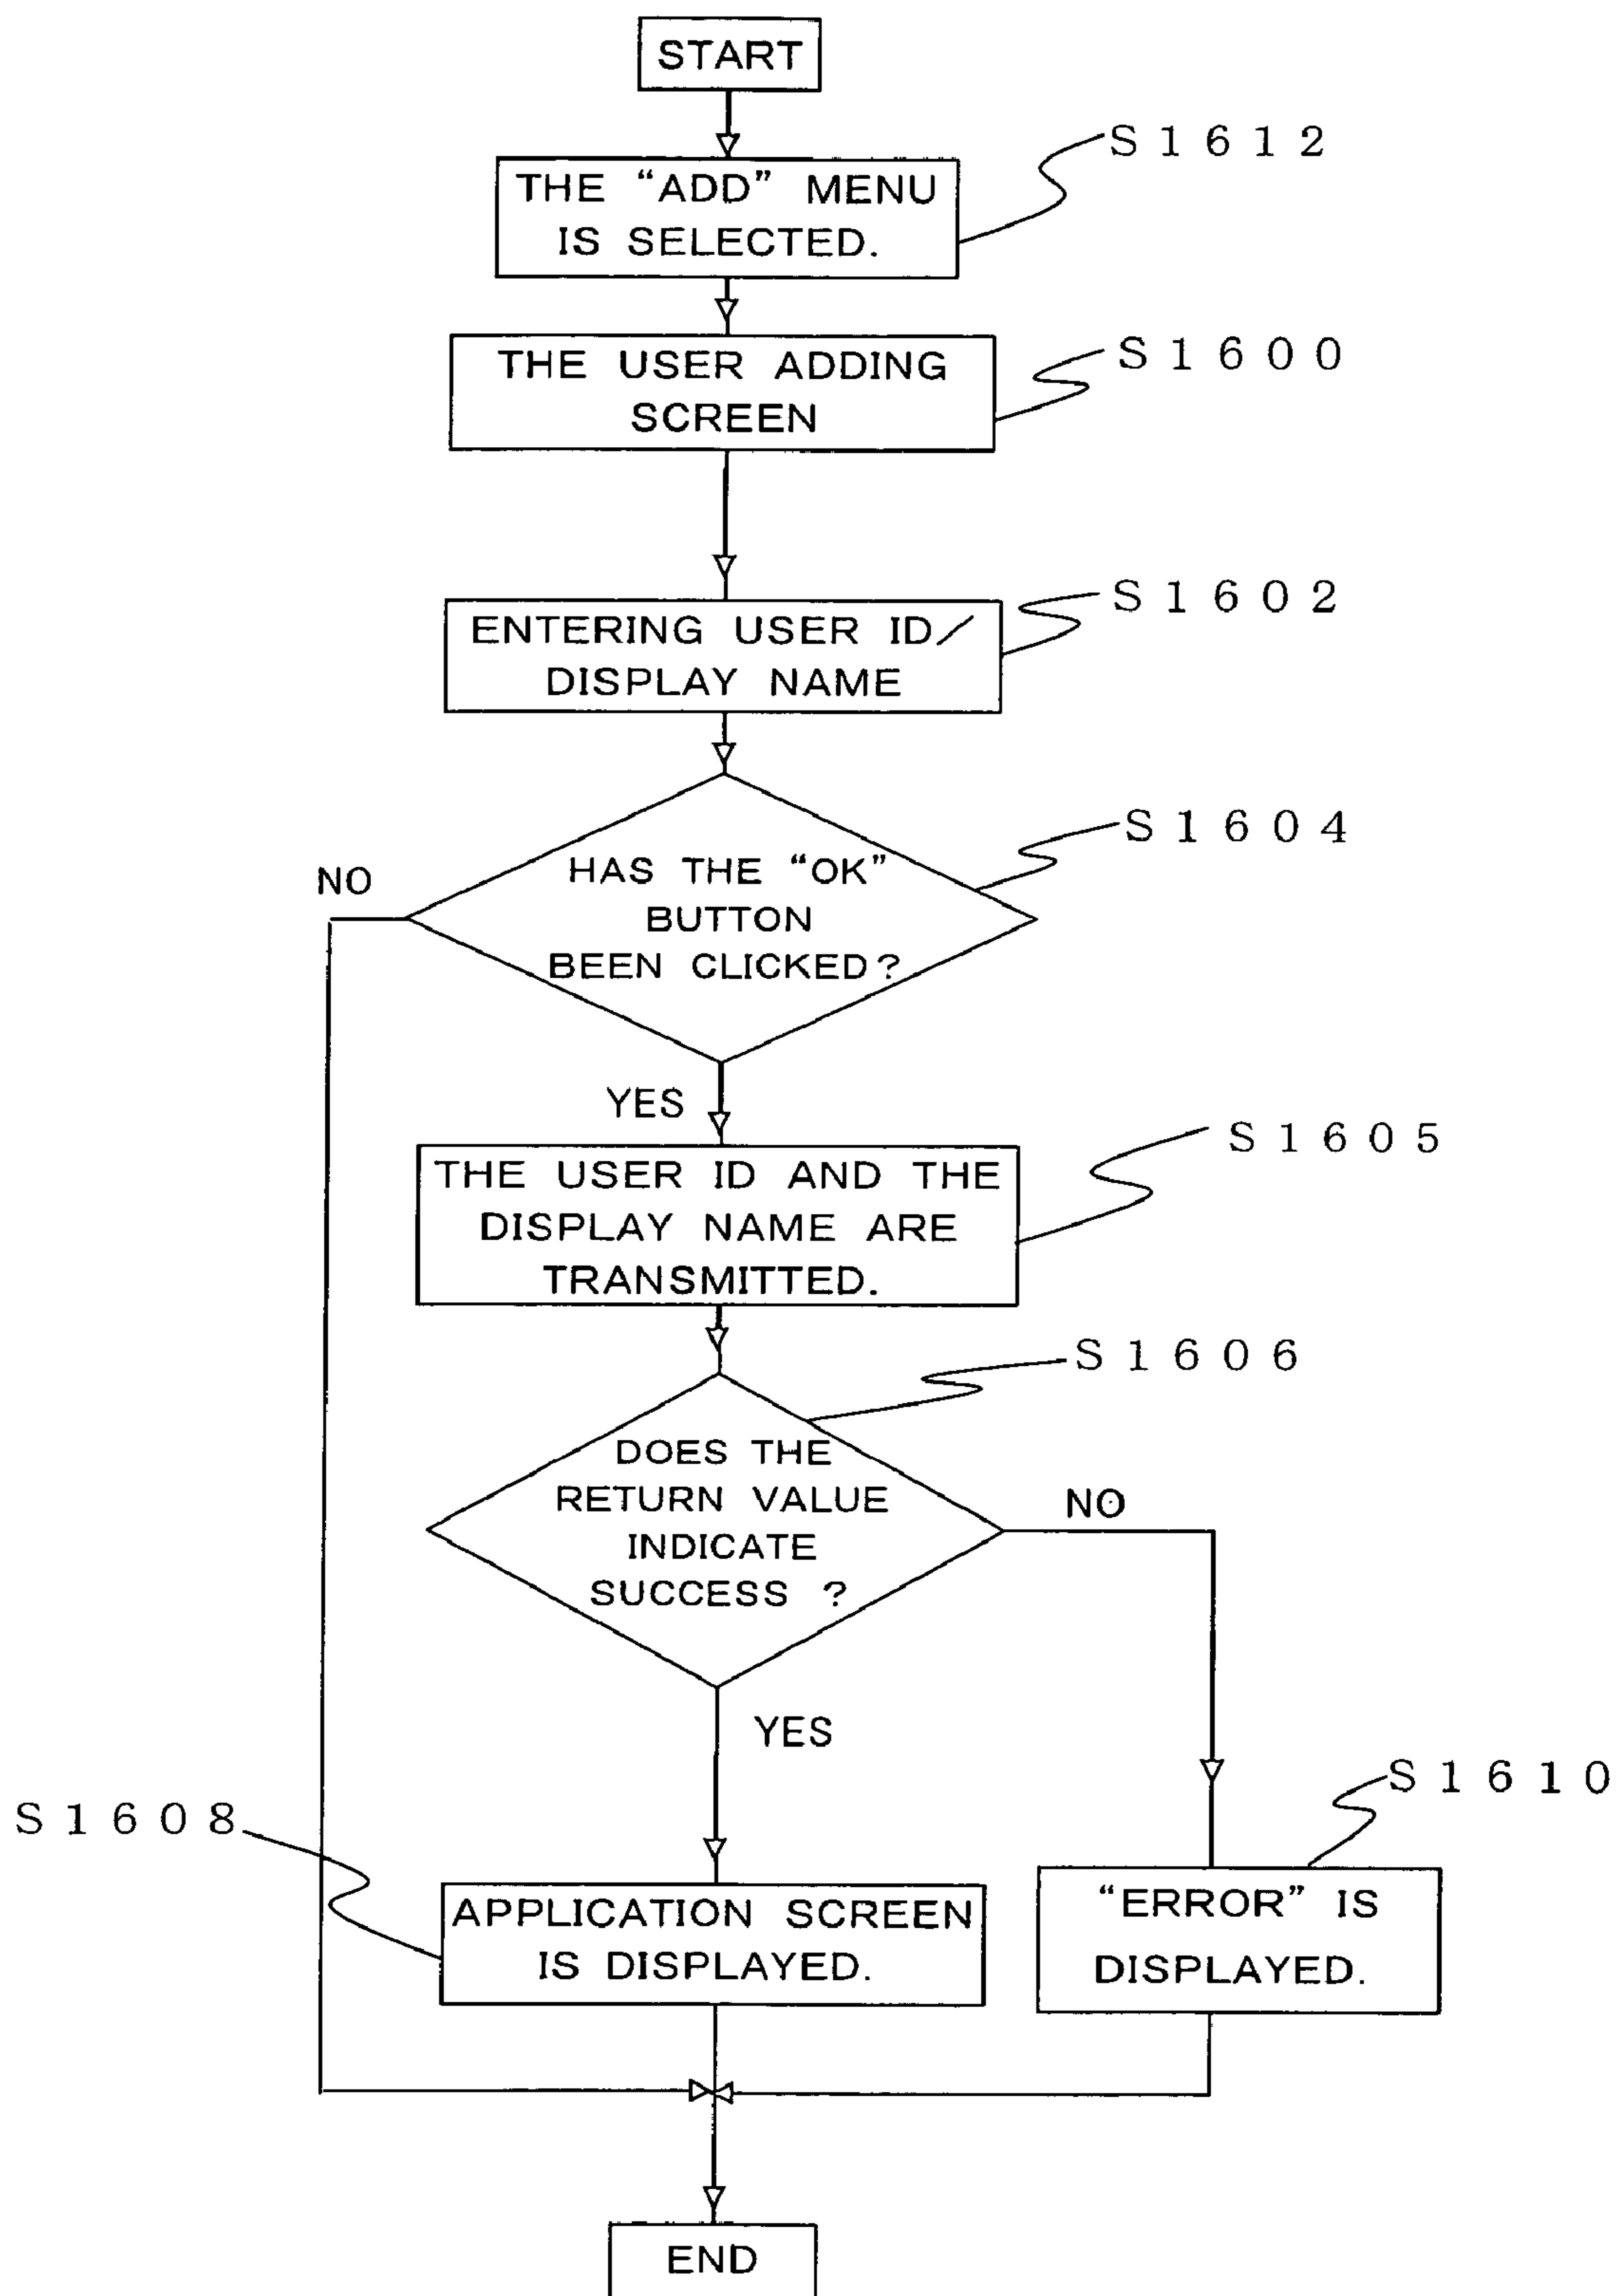 START
S1612
THE “ADD” MENU
IS SELECTED.
S1600
THE USER ADDING
SCREEN
S1602
ENTERING USER ID/
DISPLAY NAME
S1604
NO
HAS THE “OK”
BUTTON
BEEN CLICKED?
YES
S1605
THE USER ID AND THE
DISPLAY NAME ARE
TRANSMITTED.
S1606
DOES THE
RETURN VALUE
INDICATE
SUCCESS ?
NO
YES
S1610
S1608
APPLICATION SCREEN
IS DISPLAYED.
“ERROR” IS
DISPLAYED.
END